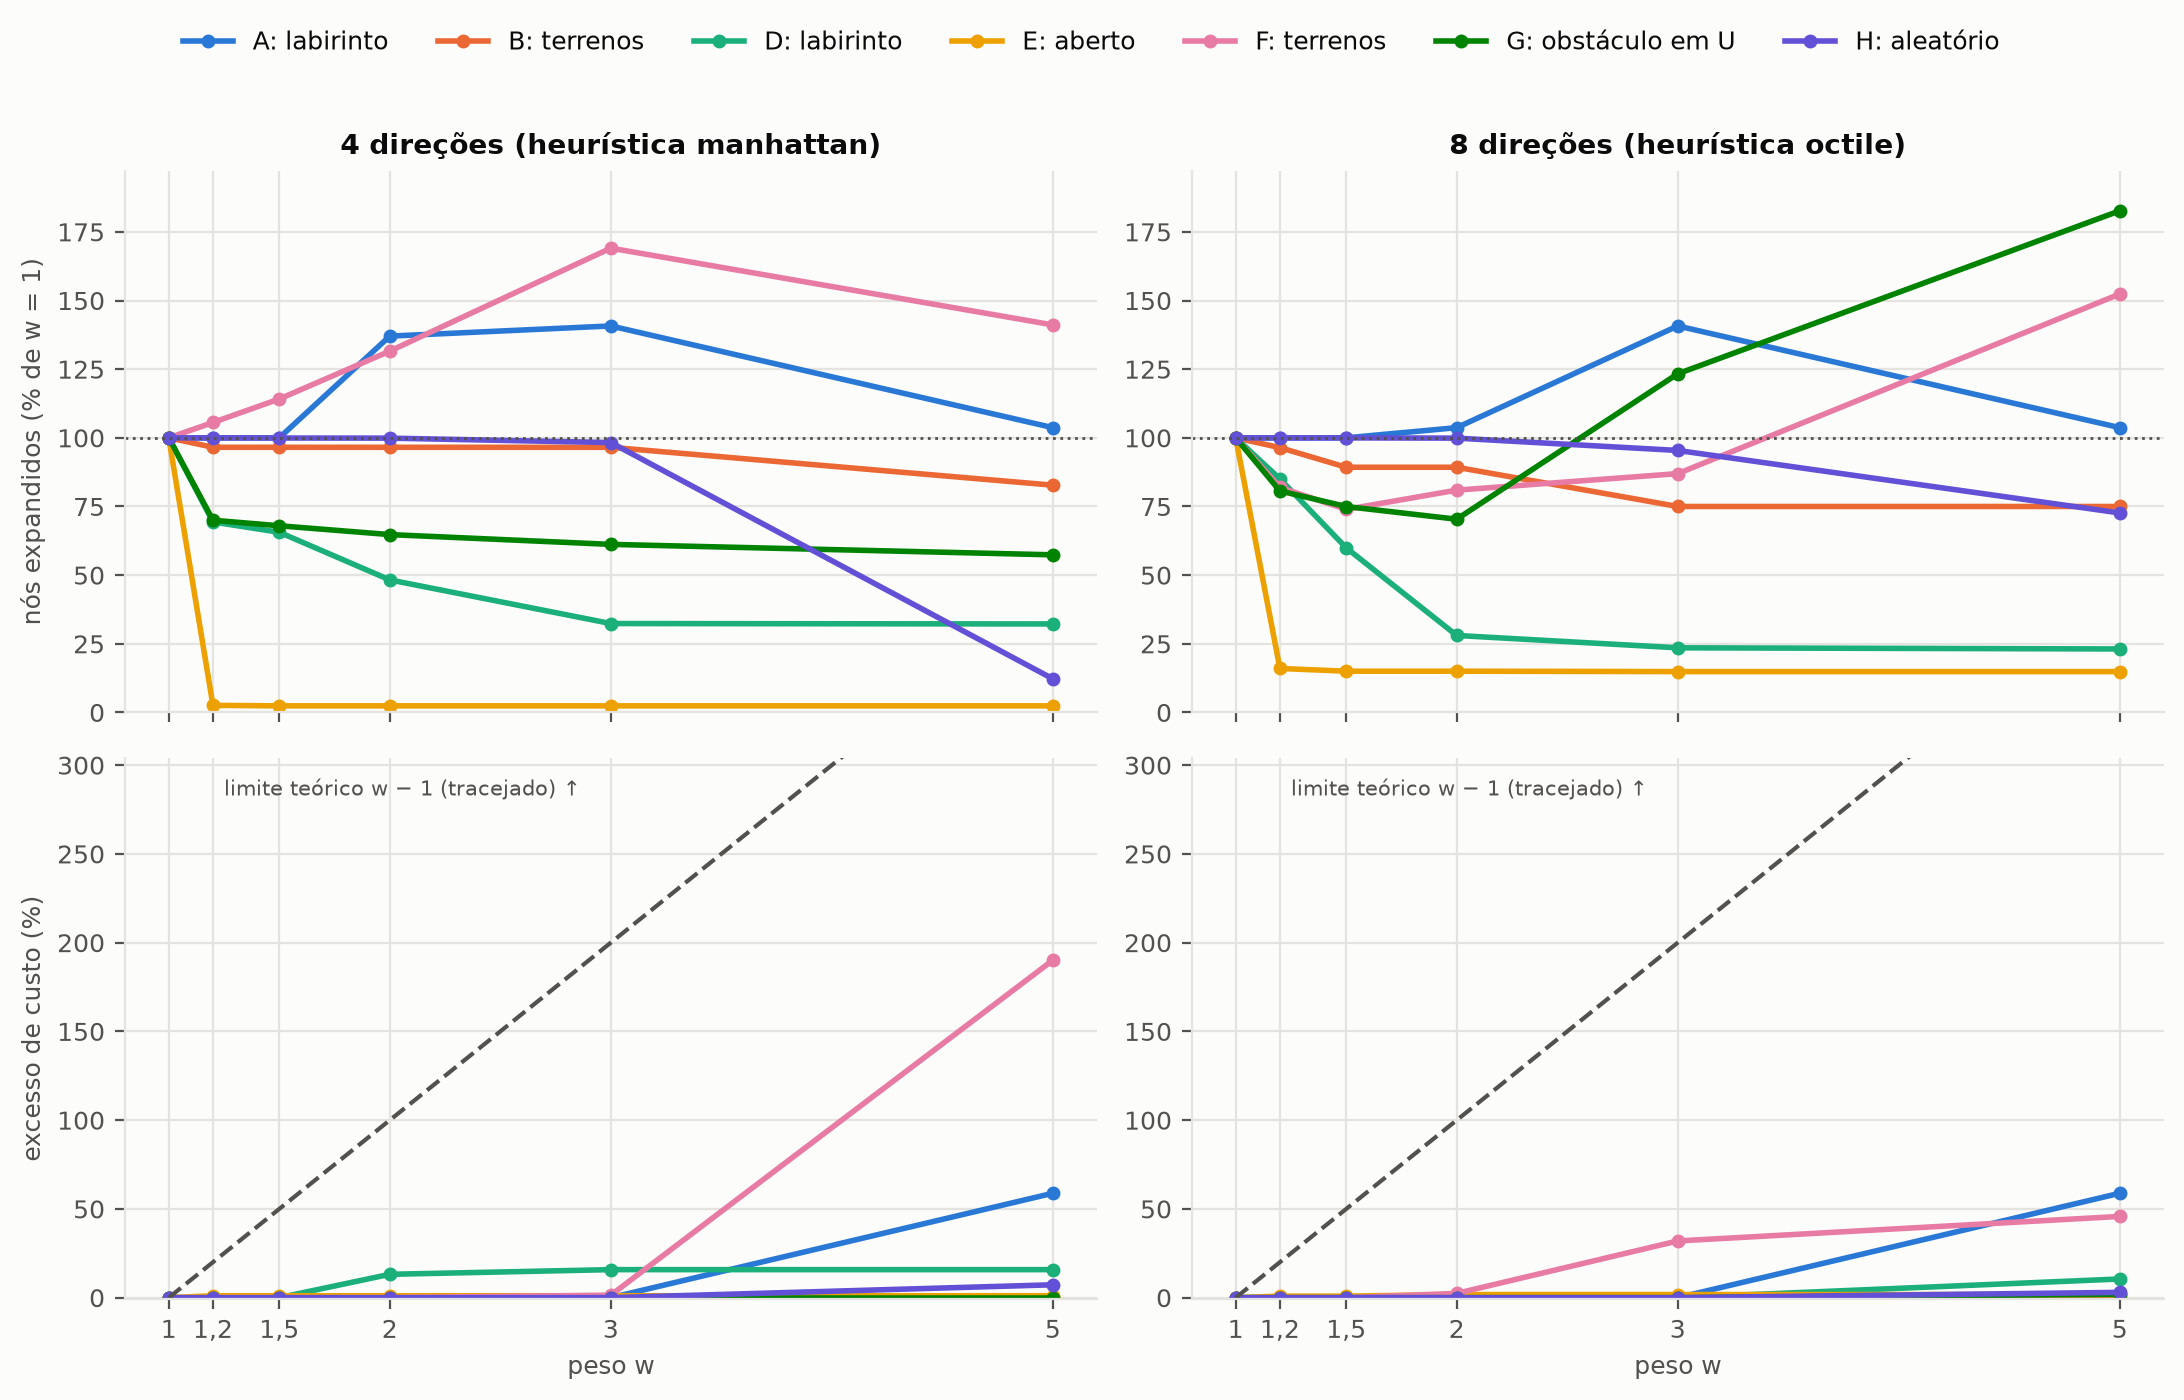 A: labirinto B: terrenos D: labirinto E: aberto F: terrenos G: obstáculo em U H: aleatório
4 direções (heurística manhattan)
8 direções (heurística octile)
nós expandidos (% de w = 1)
175
150
125
100
75
50
25
0
175
150
125
100
75
50
25
0
excesso de custo (%)
300
250
200
150
100
50
0
limite teórico w − 1 (tracejado) ↑
1 1,2 1,5 2 3 5
peso w
300
250
200
150
100
50
0
limite teórico w − 1 (tracejado) ↑
1 1,2 1,5 2 3 5
peso w